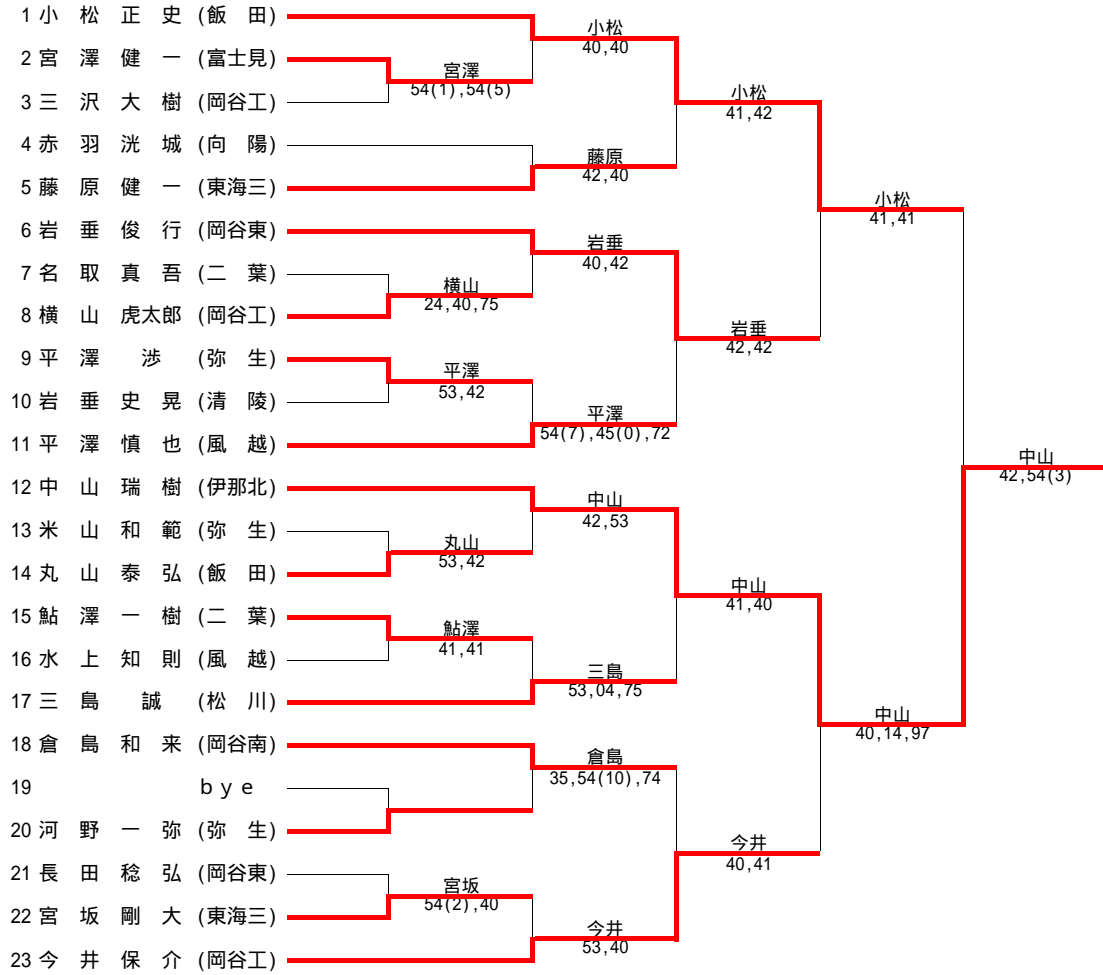 1 小 松 正 史 (飯 田)
小松
40,40
2 宮 澤 健 一 (富士見)
宮澤
54(1),54(5)
3 三 沢 大 樹 (岡谷工)
小松
41,42
4 赤 羽 洸 城 (向 陽)
藤原
42,40
5 藤 原 健 一 (東海三)
小松
41,41
6 岩 垂 俊 行 (岡谷東)
岩垂
40,42
7 名 取 真 吾 (二 葉)
横山
24,40,75
8 横 山 虎太郎 (岡谷工)
岩垂
42,42
9 平 澤 渉 (弥 生)
平澤
53,42
10 岩 垂 史 晃 (清 陵)
平澤
54(7),45(0),72
11 平 澤 慎 也 (風 越)
中山
42,54(3)
12 中 山 瑞 樹 (伊那北)
中山
42,53
13 米 山 和 範 (弥 生)
丸山
53,42
14 丸 山 泰 弘 (飯 田)
中山
41,40
15 鮎 澤 一 樹 (二 葉)
鮎澤
41,41
16 水 上 知 則 (風 越)
三島
53,04,75
17 三 島 誠 (松 川)
中山
40,14,97
18 倉 島 和 来 (岡谷南)
倉島
35,54(10),74
19 ｂｙｅ
20 河 野 一 弥 (弥 生)
今井
40,41
21 長 田 稔 弘 (岡谷東)
宮坂
54(2),40
22 宮 坂 剛 大 (東海三)
今井
53,40
23 今 井 保 介 (岡谷工)